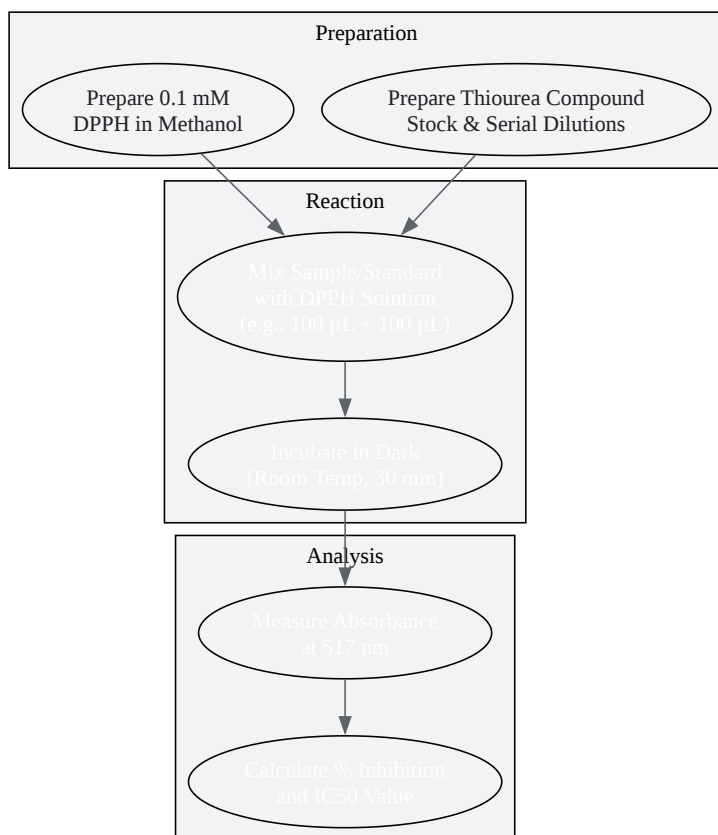 Preparation
Prepare 0.1 mM
DPPH in Methanol
Prepare Thiourea Compound
Stock & Serial Dilutions
Reaction
Mix Sample/Standard
with DPPH Solution
(e.g., 100 µL + 100 µL)
Incubate in Dark
(Room Temp, 30 min)
Analysis
Measure Absorbance
at 517 nm
Calculate % Inhibition
and IC50 Value